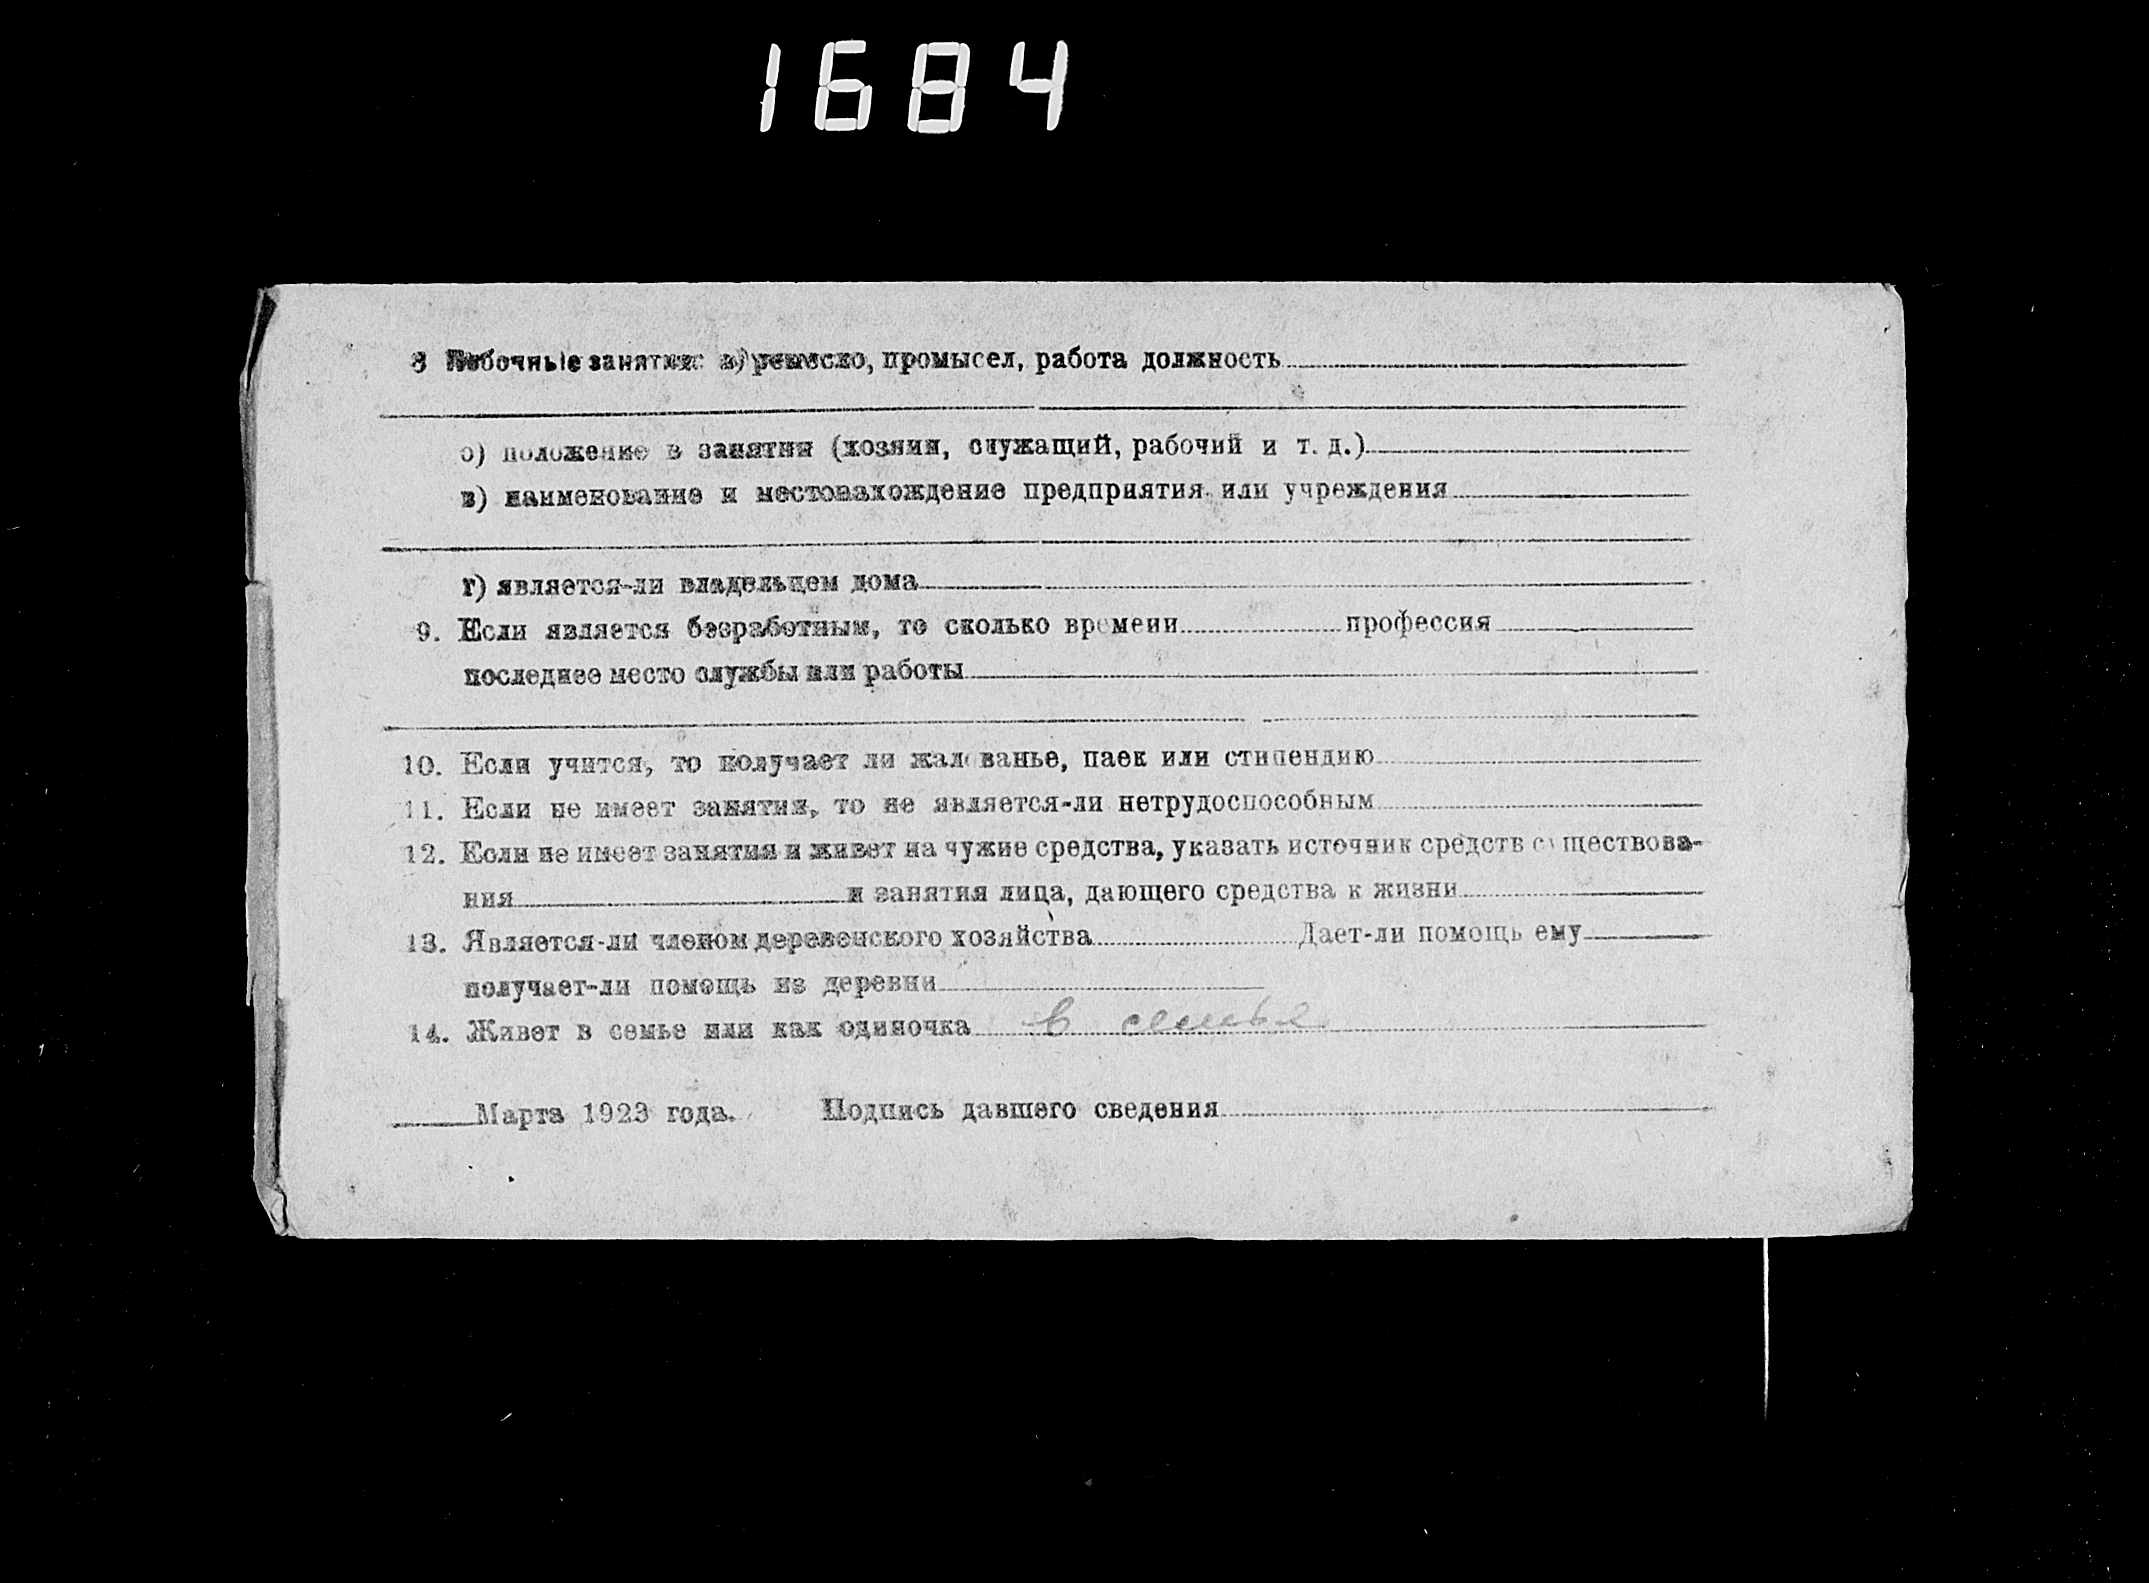 1684
8 Побочные занятия: а) ремесло, промысел, работа должность
б) положение в занятии (хозяин, служащий, рабочий и т. д.)
в) наименование и местонахождение предприятия или учреждения
г) является-ли владельцем дома
9. Если является безработным, то сколько времени профессия
последнее место службы или работы
10. Если учится, то получает ли жалованье, паек или стипендию
11. Если не имеет занятия, то не является-ли нетрудоспособным
12. Если не имеет занятия и живет на чужие средства, указать источник средств существова-
ния и занятия лица, дающего средства к жизни
13. Является-ли членом деревенского хозяйства Дает-ли помощь ему
получает-ли помощь из деревни
14. Живет в семье или как одиночка в семье
Марта 1923 года. Подпись давшего сведения